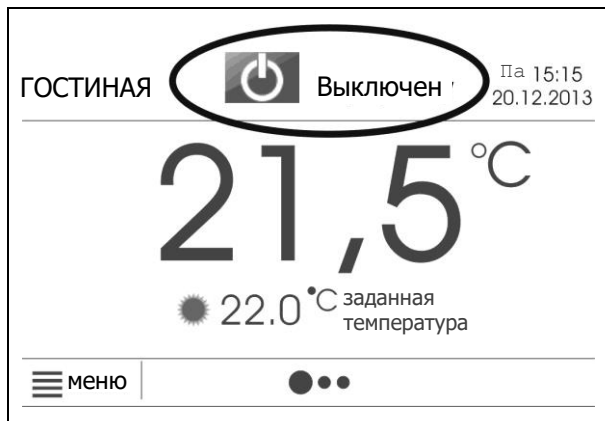 ГОСТИНАЯ
Выключен
Па 15:15
20.12.2013
21,5 °C
22.0 °C заданная
температура
меню